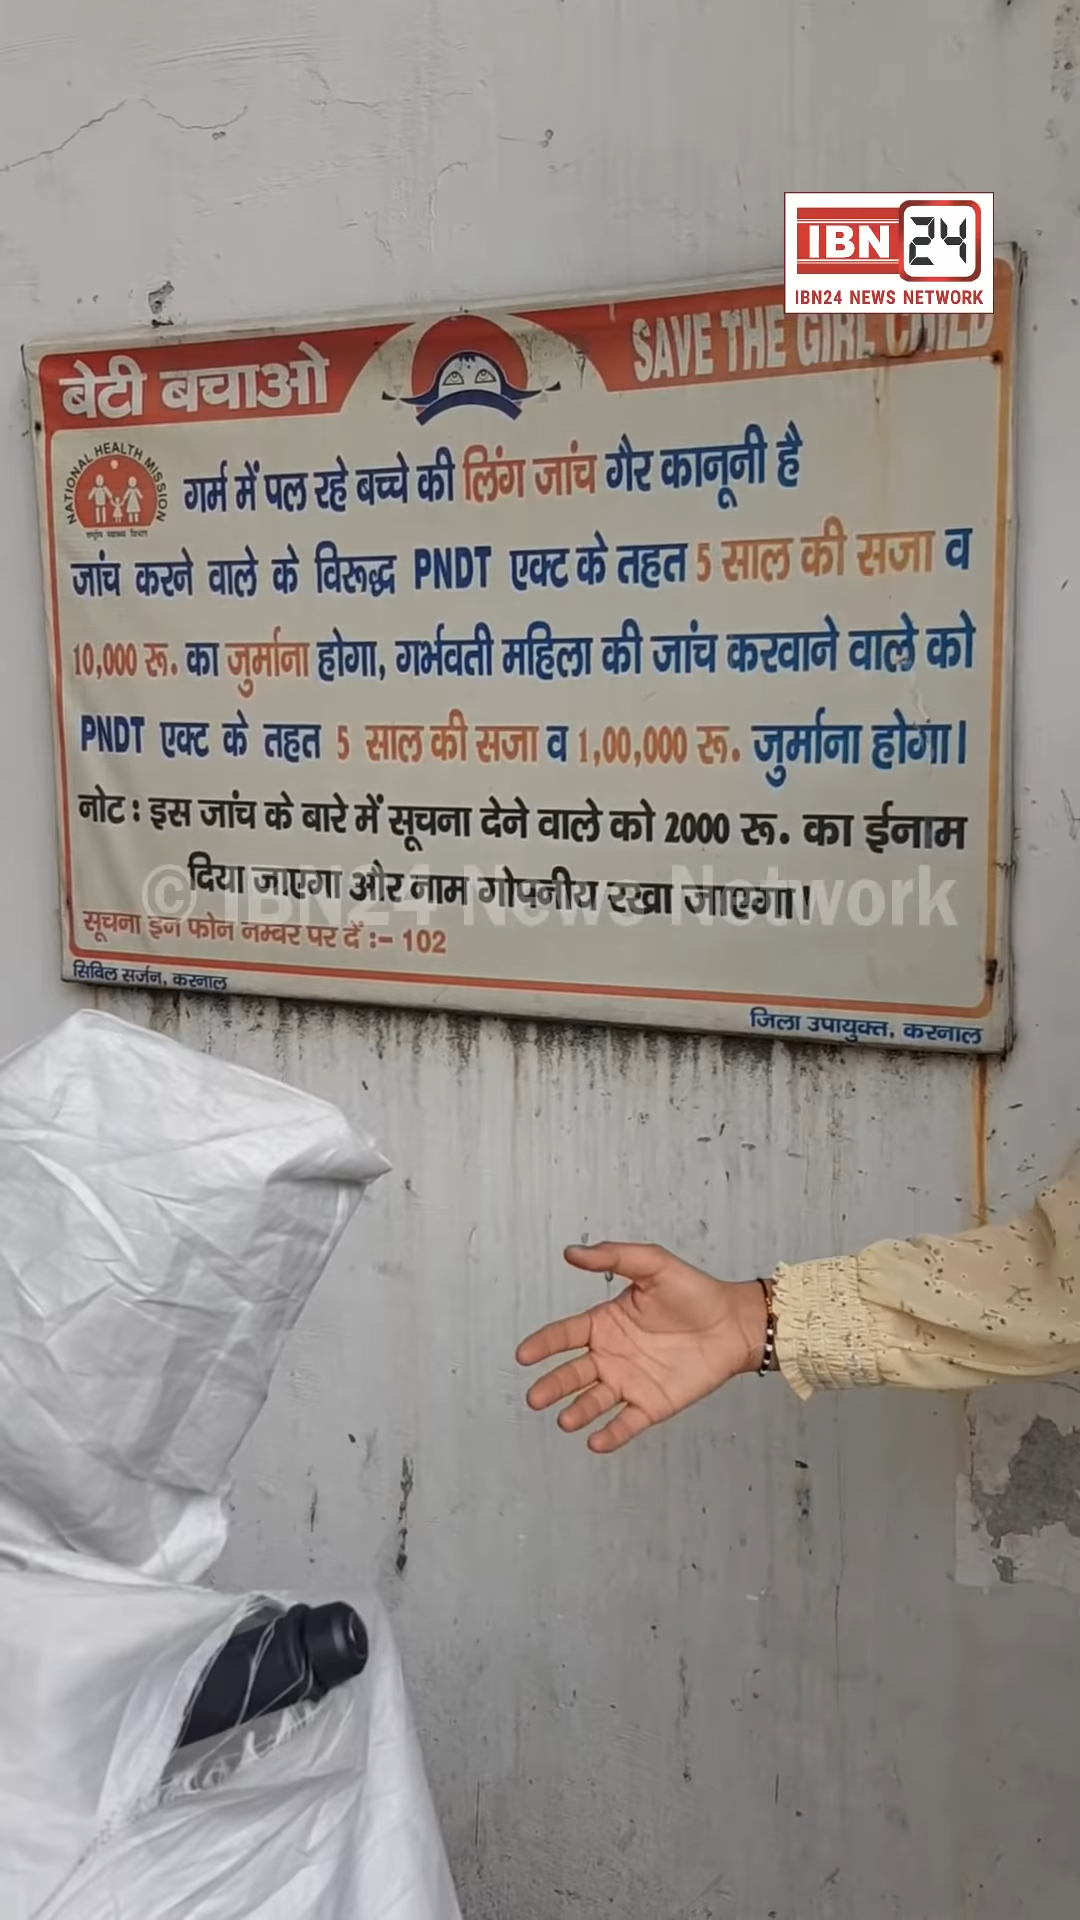 IBN 24
IBN24 NEWS NETWORK
बेटी बचाओ
SAVE THE GIRL CHILD
NATIONAL HEALTH MISSION
गर्म में पल रहे बच्चे की लिंग जांच गैर कानूनी है
जांच करने वाले के विरूद्ध PNDT एक्ट के तहत 5 साल की सजा व
10,000 रू. का जुर्माना होगा, गर्भवती महिला की जांच करवाने वाले को
PNDT एक्ट के तहत 5 साल की सजा व 1,00,000 रू. जुर्माना होगा।
नोट : इस जांच के बारे में सूचना देने वाले को 2000 रू. का ईनाम
दिया जाएगा और नाम गोपनीय रखा जाएगा।
© IBN24 News Network
सूचना इन फोन नम्बर पर दें :- 102
सिविल सर्जन, करनाल
जिला उपायुक्त, करनाल